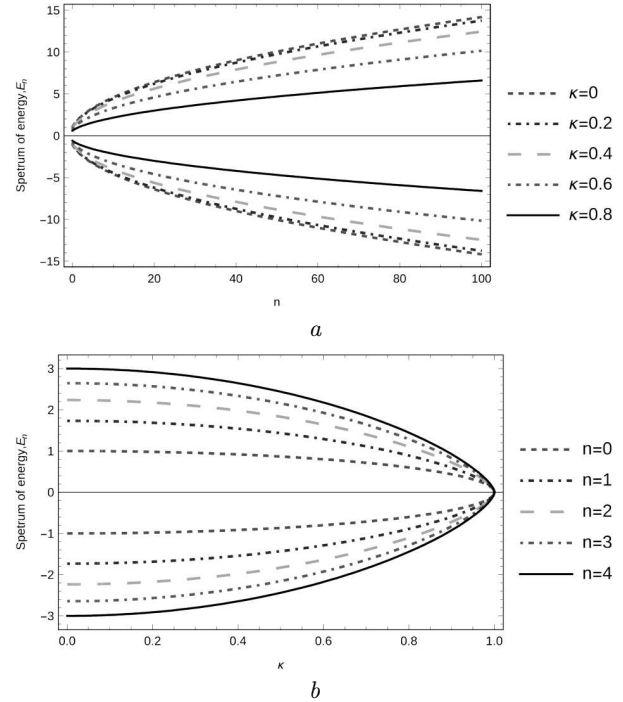 15
10
5
0
-5
-10
-15
Spetrum of energy,Eₙ
0 20 40 60 80 100
n
κ=0
κ=0.2
κ=0.4
κ=0.6
κ=0.8
a
3
2
1
0
-1
-2
-3
Spetrum of energy,Eₙ
0.0 0.2 0.4 0.6 0.8 1.0
κ
n=0
n=1
n=2
n=3
n=4
b